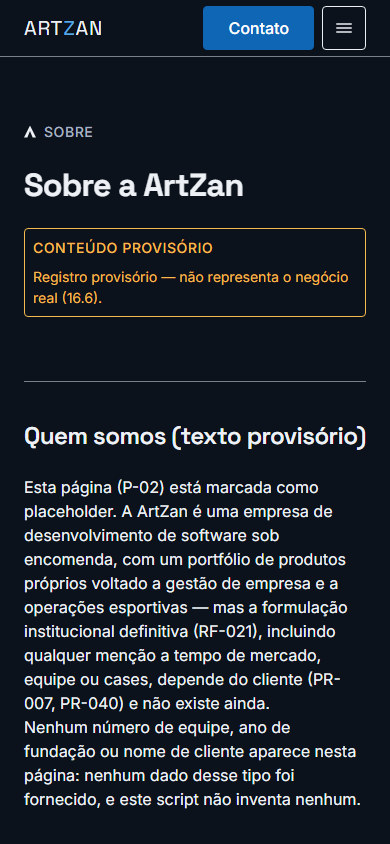 ARTZAN
Contato
SOBRE
Sobre a ArtZan
CONTEÚDO PROVISÓRIO
Registro provisório — não representa o negócio
real (16.6).
Quem somos (texto provisório)
Esta página (P-02) está marcada como
placeholder. A ArtZan é uma empresa de
desenvolvimento de software sob
encomenda, com um portfólio de produtos
próprios voltado a gestão de empresa e a
operações esportivas — mas a formulação
institucional definitiva (RF-021), incluindo
qualquer menção a tempo de mercado,
equipe ou cases, depende do cliente (PR-
007, PR-040) e não existe ainda.
Nenhum número de equipe, ano de
fundação ou nome de cliente aparece nesta
página: nenhum dado desse tipo foi
fornecido, e este script não inventa nenhum.